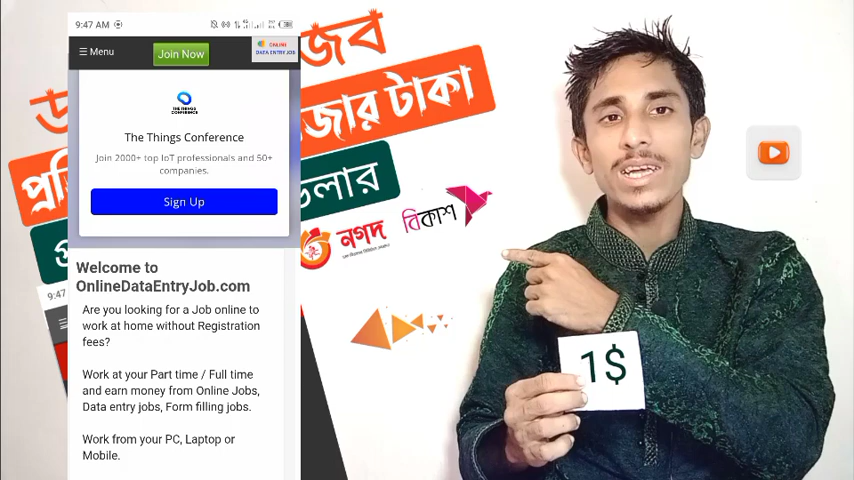 9:47 AM
☰ Menu
Join Now
ONLINE
DATA ENTRY JOB
THE THINGS
CONFERENCE
The Things Conference
Join 2000+ top IoT professionals and 50+
companies.
Sign Up
Welcome to
OnlineDataEntryJob.com
Are you looking for a Job online to
work at home without Registration
fees?
Work at your Part time / Full time
and earn money from Online Jobs,
Data entry jobs, Form filling jobs.
Work from your PC, Laptop or
Mobile.
জব
টাকা
নগদ
বিকাশ
9:47
1$